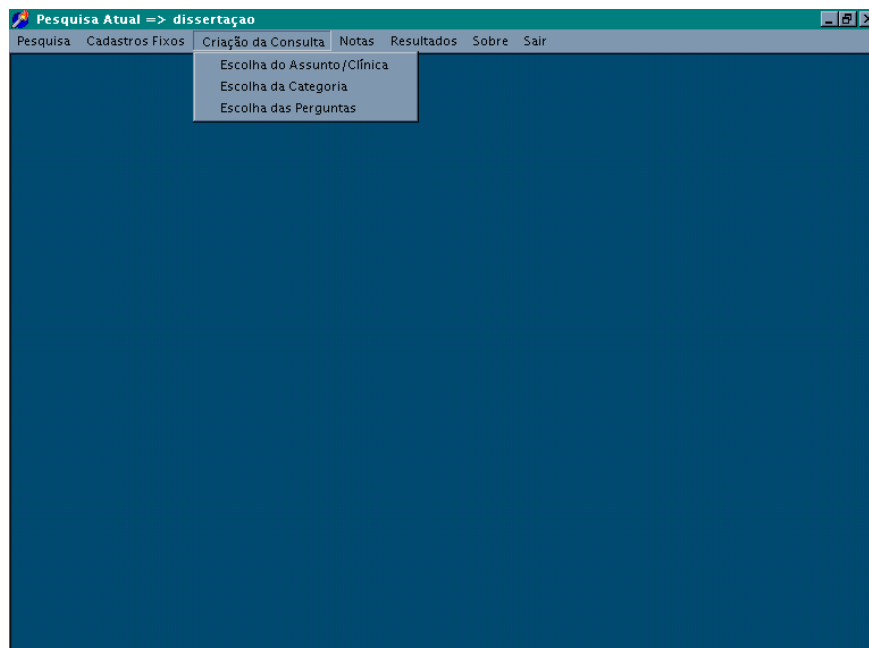 Pesquisa Atual => dissertaçao
Pesquisa Cadastros Fixos Criação da Consulta Notas Resultados Sobre Sair
Escolha do Assunto/Clínica
Escolha da Categoria
Escolha das Perguntas